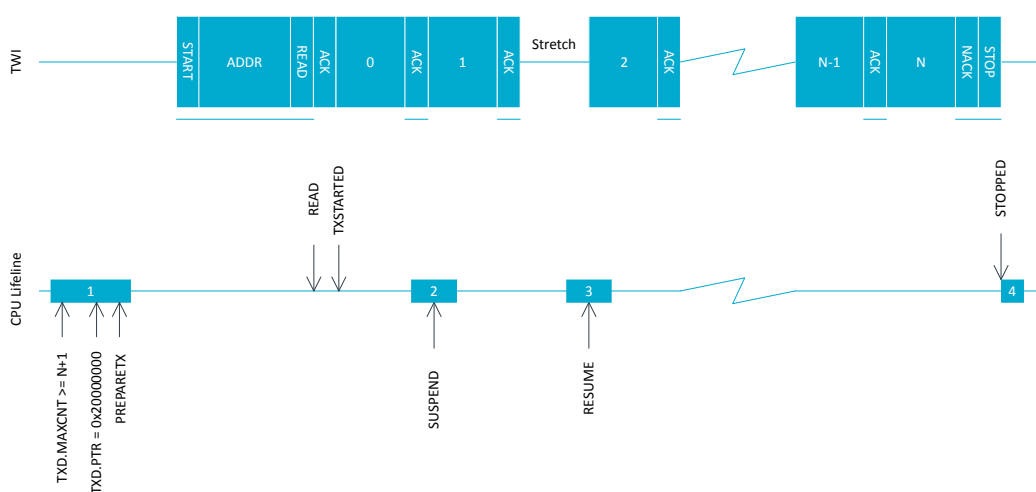 TWI
START
ADDR
READ
ACK
0
ACK
1
ACK
Stretch
2
ACK
N-1
ACK
N
NACK
STOP
CPU Lifeline
READ
TXSTARTED
STOPPED
1
2
3
4
TXD.MAXCNT >= N+1
TXD.PTR = 0x20000000
PREPARETX
SUSPEND
RESUME